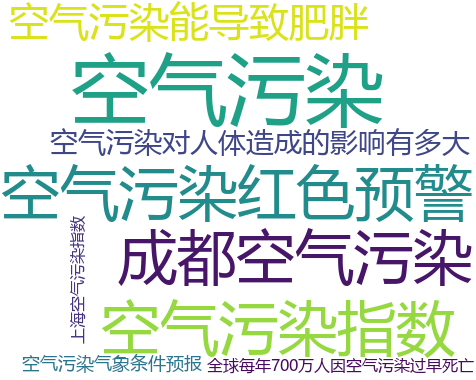 空气污染能导致肥胖
空气污染
空气污染对人体造成的影响有多大
空气污染红色预警
成都空气污染
上海空气污染指数
空气污染指数
空气污染气象条件预报
全球每年700万人因空气污染过早死亡